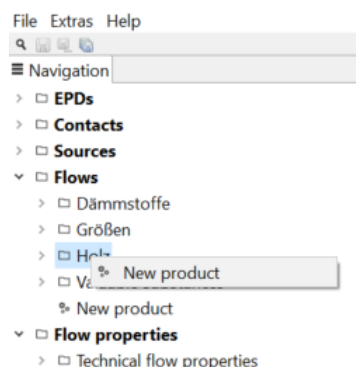 File Extras Help
Navigation
EPDs
Contacts
Sources
Flows
Dämmstoffe
Größen
Holz
New product
New product
Flow properties
Technical flow properties